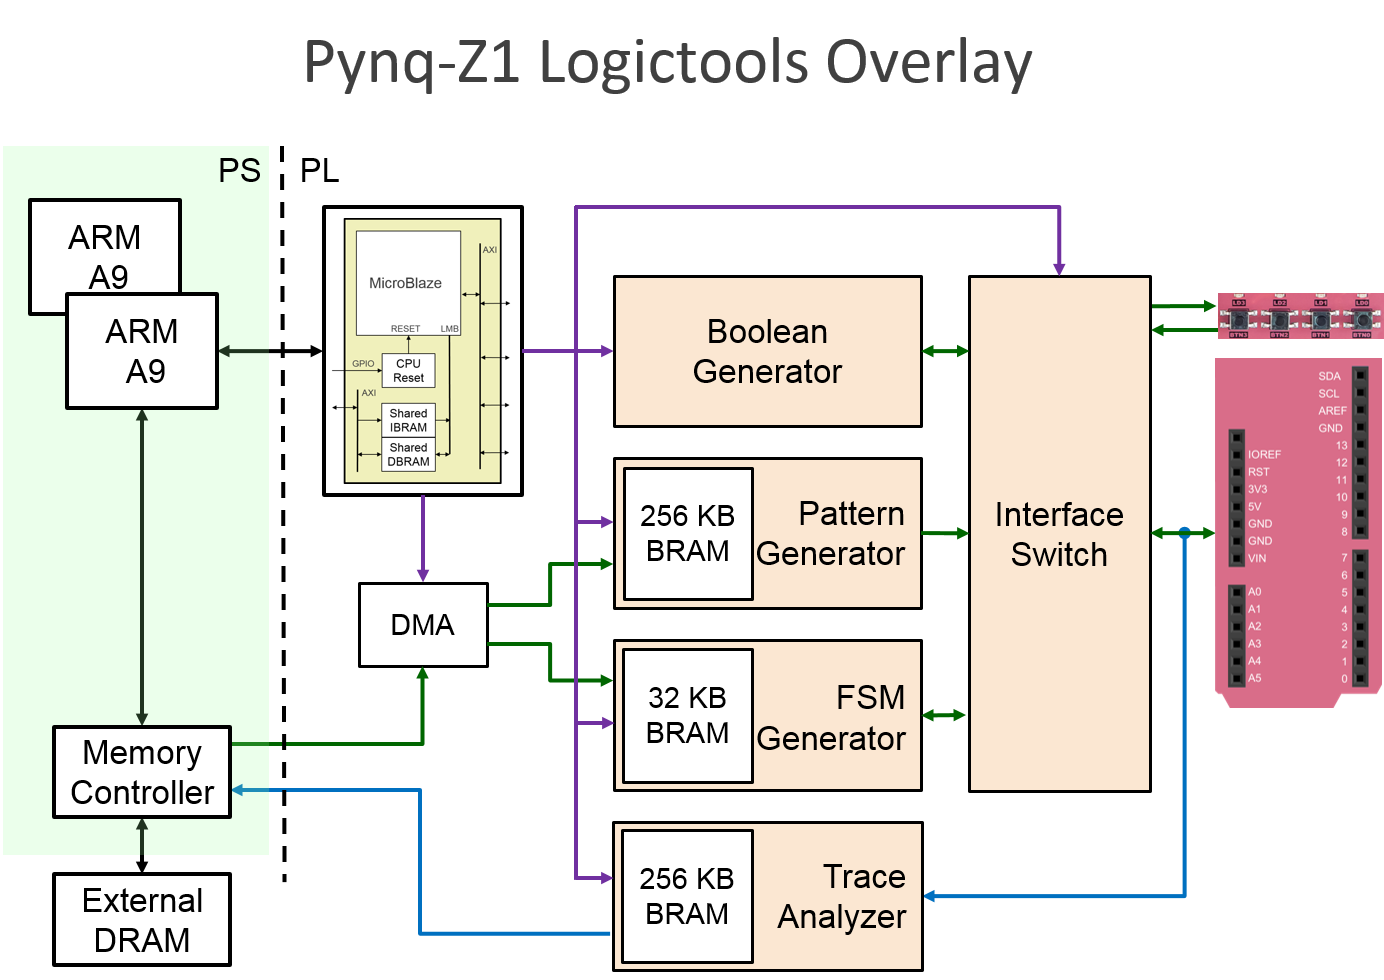 Pynq-Z1 Logictools Overlay
PS
PL
ARM
A9
ARM
A9
MicroBlaze
RESET
LMB
AXI
GPIO
CPU
Reset
AXI
Shared
IBRAM
Shared
DBRAM
DMA
Memory
Controller
External
DRAM
Boolean
Generator
256 KB
BRAM
Pattern
Generator
32 KB
BRAM
FSM
Generator
256 KB
BRAM
Trace
Analyzer
Interface
Switch
LD3
LD2
LD1
LD0
BTN3
BTN2
BTN1
BTN0
SDA
SCL
AREF
GND
13
12
11
10
9
8
IOREF
RST
3V3
5V
GND
GND
VIN
7
6
5
4
3
2
1
0
A0
A1
A2
A3
A4
A5